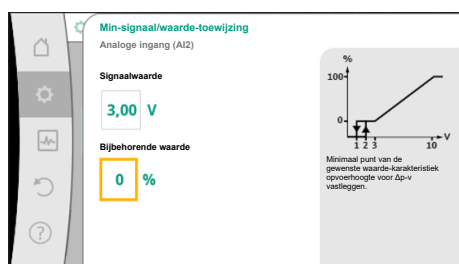 Min-signaal/waarde-toewijzing
Analoge ingang (AI2)
Signaalwaarde
3,00 V
Bijbehorende waarde
0 %
%
100
0
1 2 3 10 V
Minimaal punt van de
gewenste waarde-karakteristiek
opvoerhoogte voor Δp-v
vastleggen.
?